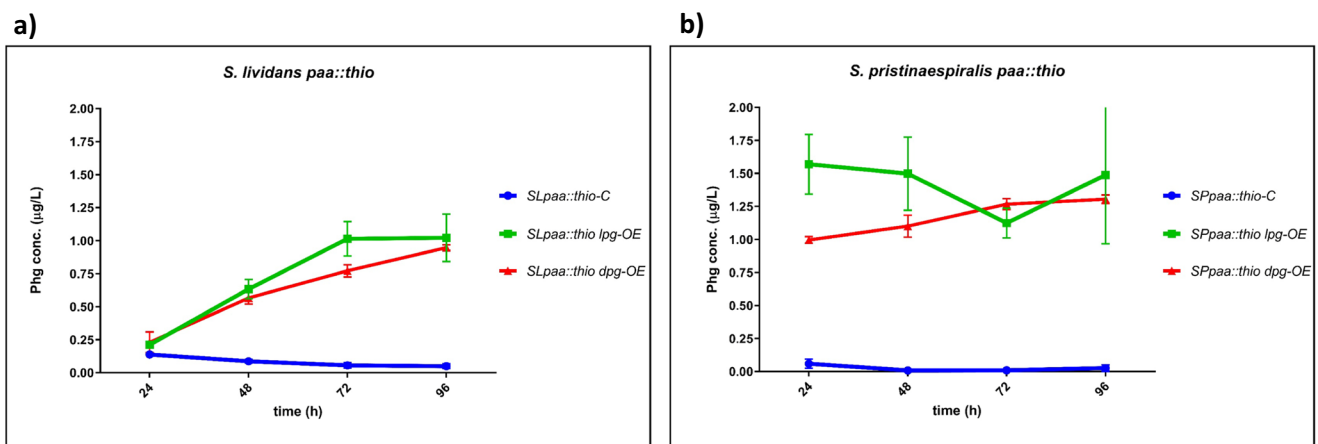 a)
S. lividans paa::thio
2.00
1.75
1.50
1.25
1.00
0.75
0.50
0.25
0.00
Phg conc. (µg/L)
24
48
72
96
time (h)
SLpaa::thio-C
SLpaa::thio lpg-OE
SLpaa::thio dpg-OE
b)
S. pristinaespiralis paa::thio
2.00
1.75
1.50
1.25
1.00
0.75
0.50
0.25
0.00
Phg conc. (µg/L)
24
48
72
96
time (h)
SPpaa::thio-C
SPpaa::thio lpg-OE
SPpaa::thio dpg-OE